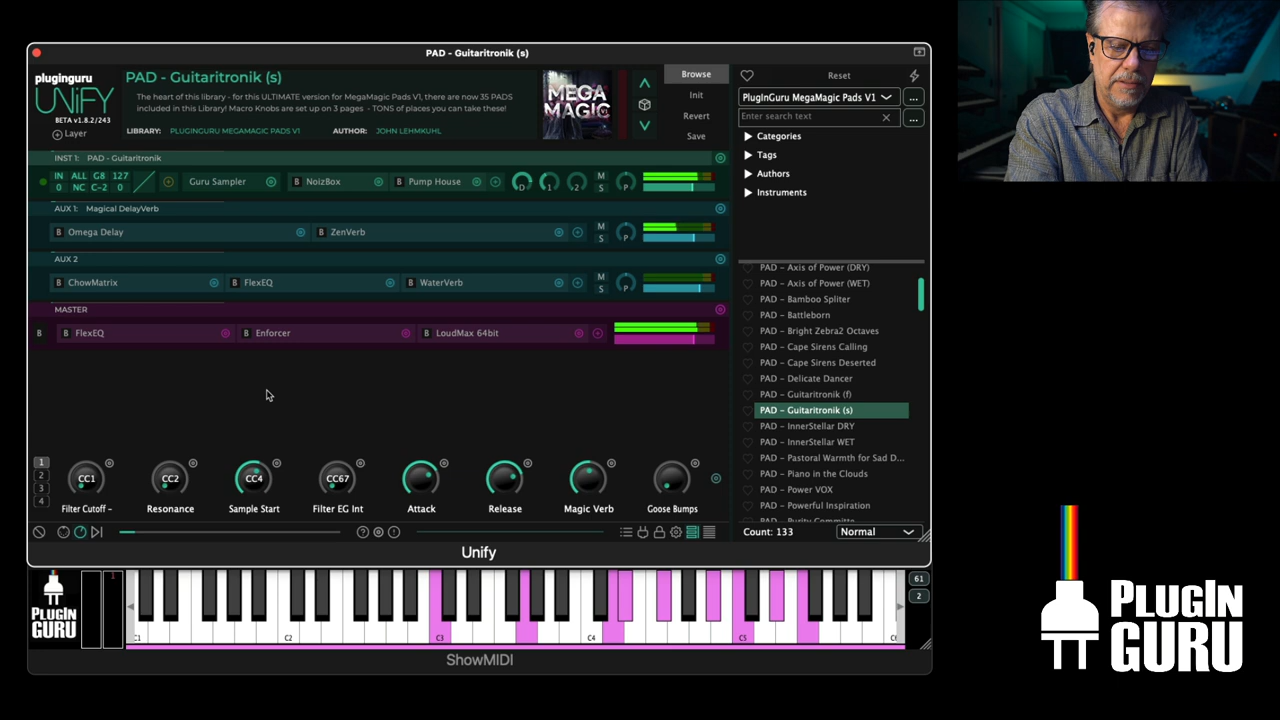 PAD - Guitaritronik (s)
pluginguru
UNiFY
BETA v1.8.2/243
Layer
PAD - Guitaritronik (s)
The heart of this library - for this ULTIMATE version for MegaMagic Pads V1, there are now 35 PADS
included in this Library! Macro Knobs are set up on 3 pages - TONS of places you can take these!
LIBRARY: PLUGINGURU MEGAMAGIC PADS V1 AUTHOR: JOHN LEHMKUHL
MEGA
MAGIC
Browse
Init
Revert
Save
Reset
PlugInGuru MegaMagic Pads V1 ...
Enter search text ...
Categories
Tags
Authors
Instruments
INST 1: PAD - Guitaritronik
IN ALL G8 127
0 NC C-2 0
Guru Sampler B NoizBox B Pump House D 1 2 M S P
AUX 1: Magical DelayVerb
B Omega Delay B ZenVerb M S P
AUX 2
B ChowMatrix B FlexEQ B WaterVerb M S P
MASTER
B B FlexEQ B Enforcer B LoudMax 64bit
PAD - Axis of Power (DRY)
PAD - Axis of Power (WET)
PAD - Bamboo Spliter
PAD - Battleborn
PAD - Bright Zebra2 Octaves
PAD - Cape Sirens Calling
PAD - Cape Sirens Deserted
PAD - Delicate Dancer
PAD - Guitaritronik (f)
PAD - Guitaritronik (s)
PAD - InnerStellar DRY
PAD - InnerStellar WET
PAD - Pastoral Warmth for Sad D...
PAD - Piano in the Clouds
PAD - Power VOX
PAD - Powerful Inspiration
Count: 133 Normal
1
2
3
4
CC1 CC2 CC4 CC67
Filter Cutoff - Resonance Sample Start Filter EG Int Attack Release Magic Verb Goose Bumps
Unify
PLUGIN
GURU
1
C1 C2 C3 C4 C5
61
2
ShowMIDI
PLUGIN
GURU